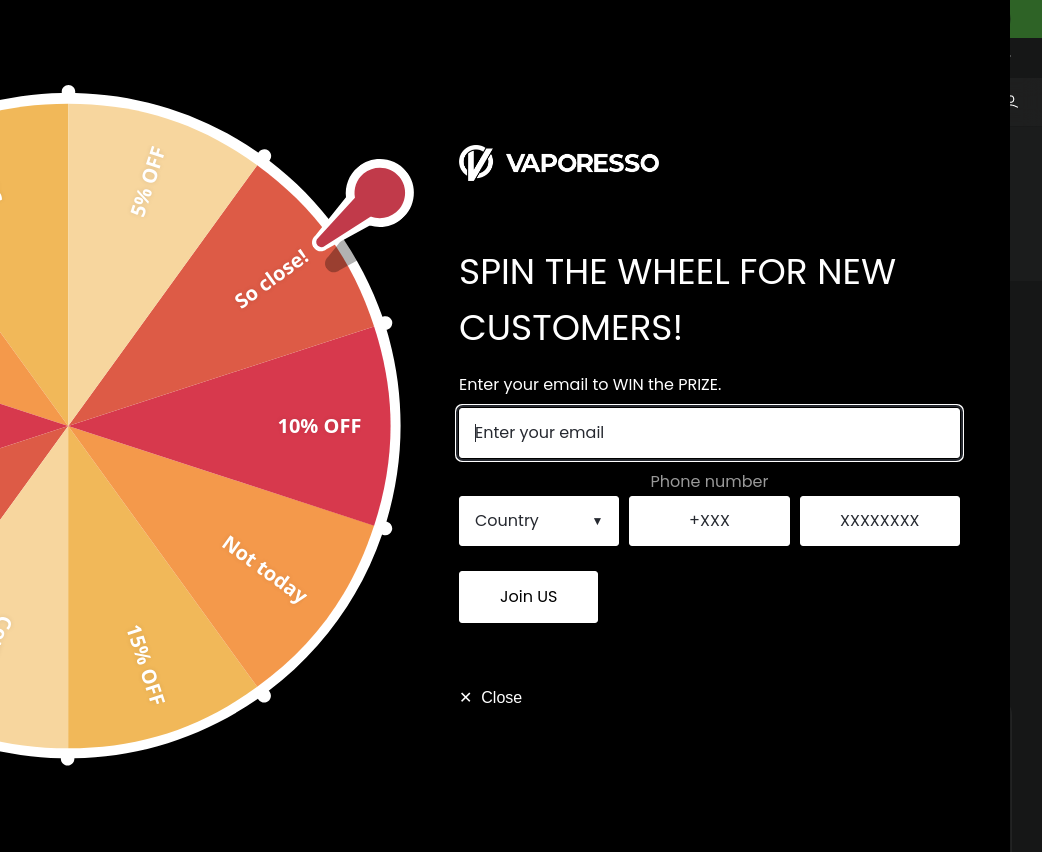 5% OFF
So close!
10% OFF
Not today
15% OFF
VAPORESSO
SPIN THE WHEEL FOR NEW
CUSTOMERS!
Enter your email to WIN the PRIZE.
Enter your email
Phone number
Country ▼ +XXX XXXXXXXX
Join US
✕ Close